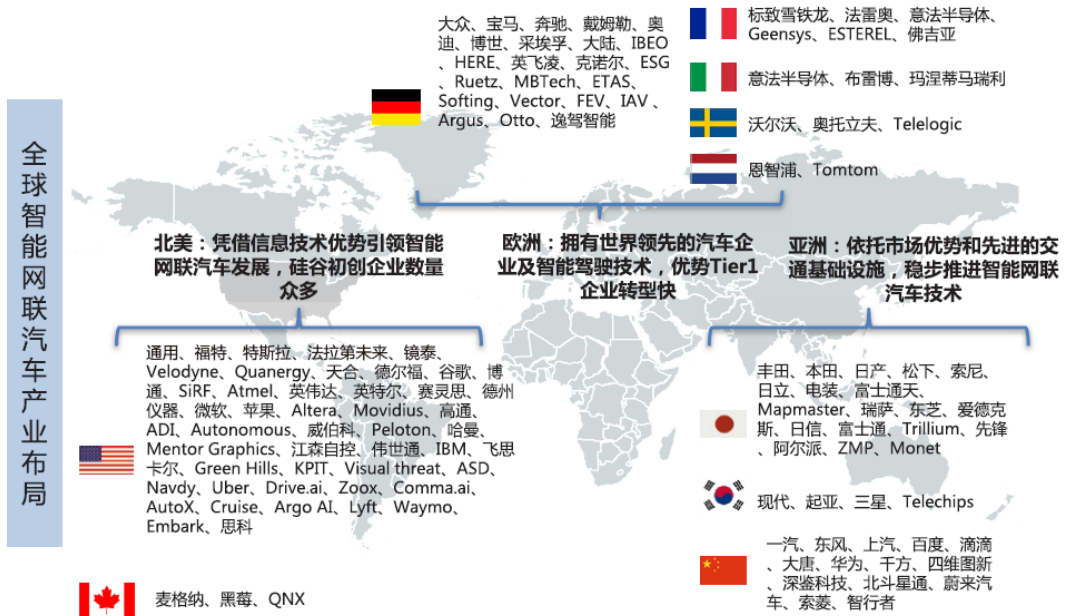 全球智能网联汽车产业布局
大众、宝马、奔驰、戴姆勒、奥
迪、博世、采埃孚、大陆、IBEO
、HERE、英飞凌、克诺尔、ESG
、Ruetz、MBTech、ETAS、
Softing、Vector、FEV、IAV 、
Argus、Otto、逸驾智能
标致雪铁龙、法雷奥、意法半导体、
Geensys、ESTEREL、佛吉亚
意法半导体、布雷博、玛涅蒂马瑞利
沃尔沃、奥托立夫、Telelogic
恩智浦、Tomtom
北美：凭借信息技术优势引领智能
网联汽车发展，硅谷初创企业数量
众多
欧洲：拥有世界领先的汽车企
业及智能驾驶技术，优势Tier1
企业转型快
亚洲：依托市场优势和先进的交
通基础设施，稳步推进智能网联
汽车技术
通用、福特、特斯拉、法拉第未来、镜泰、
Velodyne、Quanergy、天合、德尔福、谷歌、博
通、SiRF、Atmel、英伟达、英特尔、赛灵思、德州
仪器、微软、苹果、Altera、Movidius、高通、
ADI、Autonomous、威伯科、Peloton、哈曼、
Mentor Graphics、江森自控、伟世通、IBM、飞思
卡尔、Green Hills、KPIT、Visual threat、ASD、
Navdy、Uber、Drive.ai、Zoox、Comma.ai、
AutoX、Cruise、Argo AI、Lyft、Waymo、
Embark、思科
麦格纳、黑莓、QNX
丰田、本田、日产、松下、索尼、
日立、电装、富士通天、
Mapmaster、瑞萨、东芝、爱德克
斯、日信、富士通、Trillium、先锋
、阿尔派、ZMP、Monet
现代、起亚、三星、Telechips
一汽、东风、上汽、百度、滴滴
、大唐、华为、千方、四维图新
、深鉴科技、北斗星通、蔚来汽
车、索菱、智行者